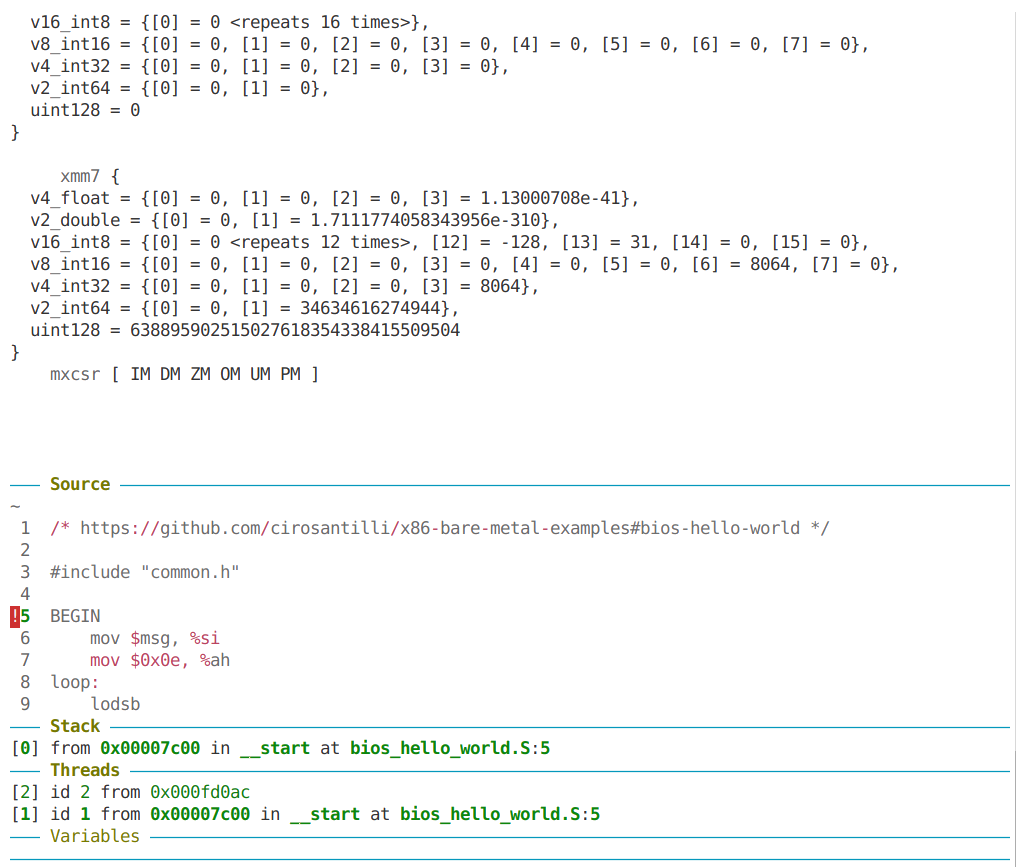 v16_int8 = {[0] = 0 <repeats 16 times>},
v8_int16 = {[0] = 0, [1] = 0, [2] = 0, [3] = 0, [4] = 0, [5] = 0, [6] = 0, [7] = 0},
v4_int32 = {[0] = 0, [1] = 0, [2] = 0, [3] = 0},
v2_int64 = {[0] = 0, [1] = 0},
uint128 = 0
}
xmm7 {
v4_float = {[0] = 0, [1] = 0, [2] = 0, [3] = 1.13000708e-41},
v2_double = {[0] = 0, [1] = 1.7111774058343956e-310},
v16_int8 = {[0] = 0 <repeats 12 times>, [12] = -128, [13] = 31, [14] = 0, [15] = 0},
v8_int16 = {[0] = 0, [1] = 0, [2] = 0, [3] = 0, [4] = 0, [5] = 0, [6] = 8064, [7] = 0},
v4_int32 = {[0] = 0, [1] = 0, [2] = 0, [3] = 8064},
v2_int64 = {[0] = 0, [1] = 34634616274944},
uint128 = 638895902515027618354338415509504
}
mxcsr [ IM DM ZM OM UM PM ]
Source
~
1 /* https://github.com/cirosantilli/x86-bare-metal-examples#bios-hello-world */
2
3 #include "common.h"
4
!5 BEGIN
6 mov $msg, %si
7 mov $0x0e, %ah
8 loop:
9 lodsb
Stack
[0] from 0x00007c00 in __start at bios_hello_world.S:5
Threads
[2] id 2 from 0x000fd0ac
[1] id 1 from 0x00007c00 in __start at bios_hello_world.S:5
Variables